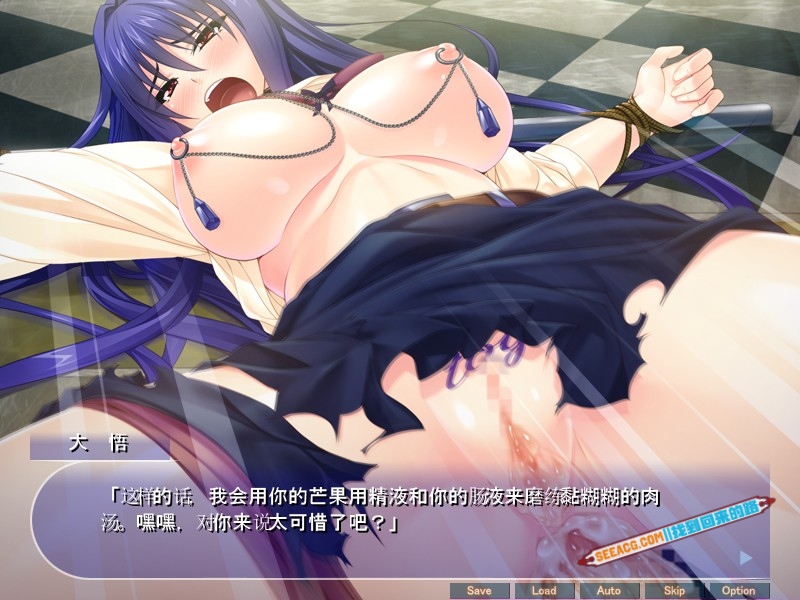 toy
大 悟
「这样的话，我会用你的芒果用精液和你的肠液来磨练黏糊糊的肉
汤。嘿嘿，对你来说太可惜了吧？」
SEEACG.COM||找到回来的路
Save Load Auto Skip Option